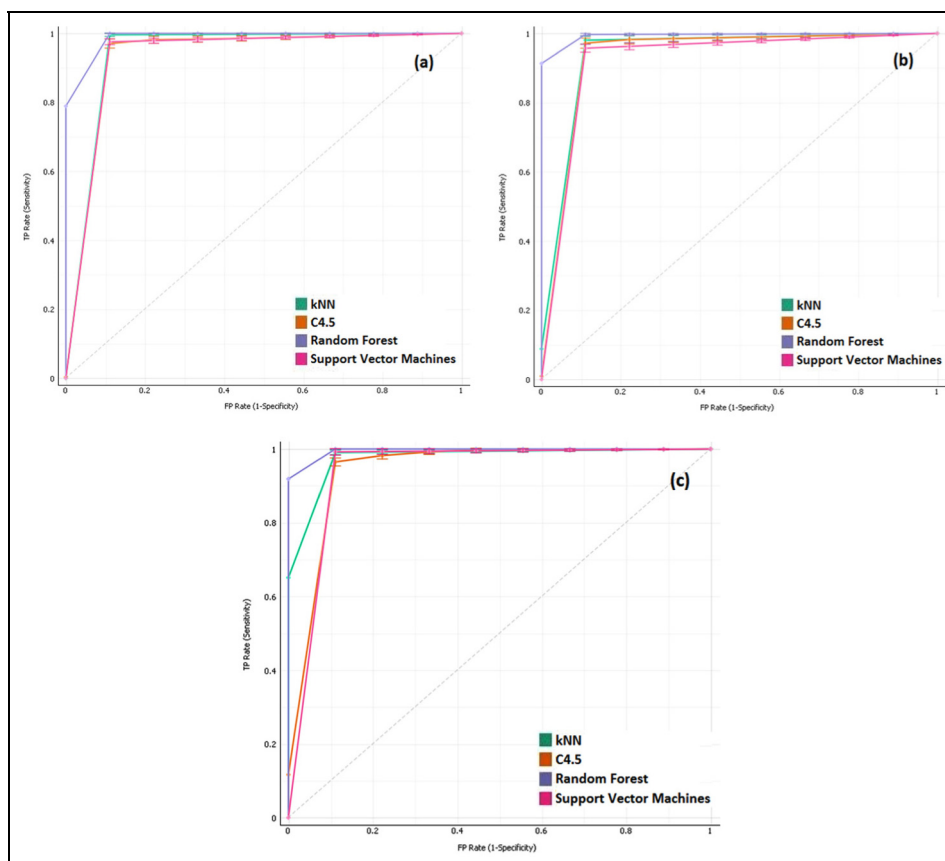 (a)
TP Rate (Sensitivity)
1
0.8
0.6
0.4
0.2
0
kNN
C4.5
Random Forest
Support Vector Machines
0 0.2 0.4 0.6 0.8 1
FP Rate (1-Specificity)
(b)
TP Rate (Sensitivity)
1
0.8
0.6
0.4
0.2
0
kNN
C4.5
Random Forest
Support Vector Machines
0 0.2 0.4 0.6 0.8 1
FP Rate (1-Specificity)
(c)
TP Rate (Sensitivity)
1
0.8
0.6
0.4
0.2
0
kNN
C4.5
Random Forest
Support Vector Machines
0 0.2 0.4 0.6 0.8 1
FP Rate (1-Specificity)